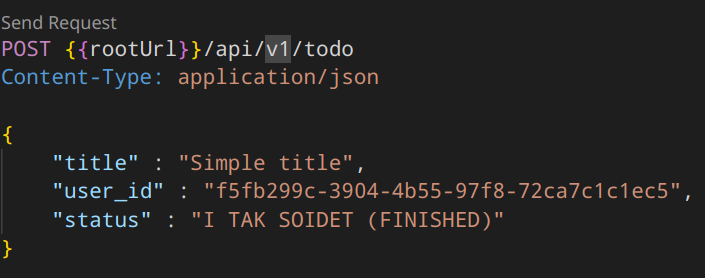 Send Request
POST {{rootUrl}}/api/v1/todo
Content-Type: application/json
{
"title" : "Simple title",
"user_id" : "f5fb299c-3904-4b55-97f8-72ca7c1c1ec5",
"status" : "I TAK SOIDET (FINISHED)"
}